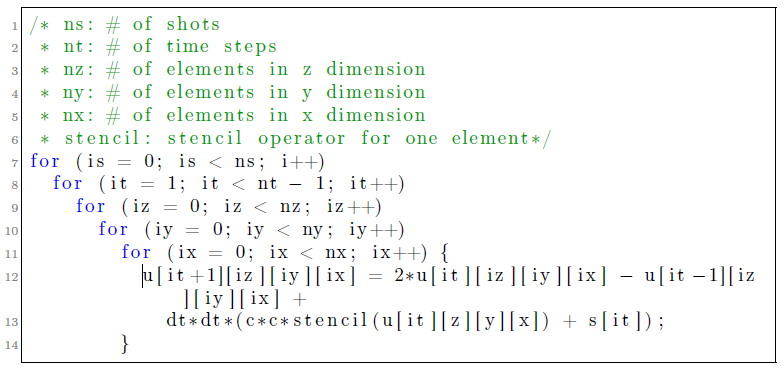 1 /* ns: # of shots
2 * nt: # of time steps
3 * nz: # of elements in z dimension
4 * ny: # of elements in y dimension
5 * nx: # of elements in x dimension
6 * stencil: stencil operator for one element*/
7 for (is = 0; is < ns; i++)
8 for (it = 1; it < nt - 1; it++)
9 for (iz = 0; iz < nz; iz++)
10 for (iy = 0; iy < ny; iy++)
11 for (ix = 0; ix < nx; ix++) {
12 u[it+1][iz][iy][ix] = 2*u[it][iz][iy][ix] - u[it-1][iz
][iy][ix] +
13 dt*dt*(c*c*stencil(u[it][z][y][x]) + s[it]);
14 }